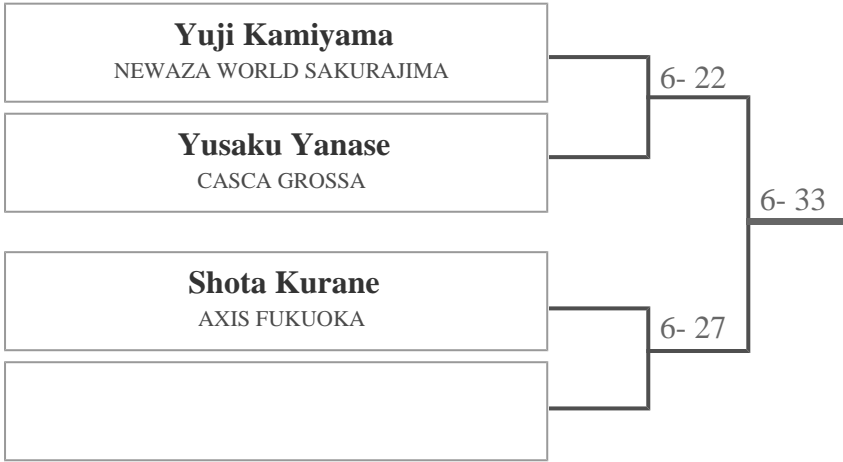 Yuji Kamiyama
NEWAZA WORLD SAKURAJIMA
6- 22
Yusaku Yanase
CASCA GROSSA
6- 33
Shota Kurane
AXIS FUKUOKA
6- 27